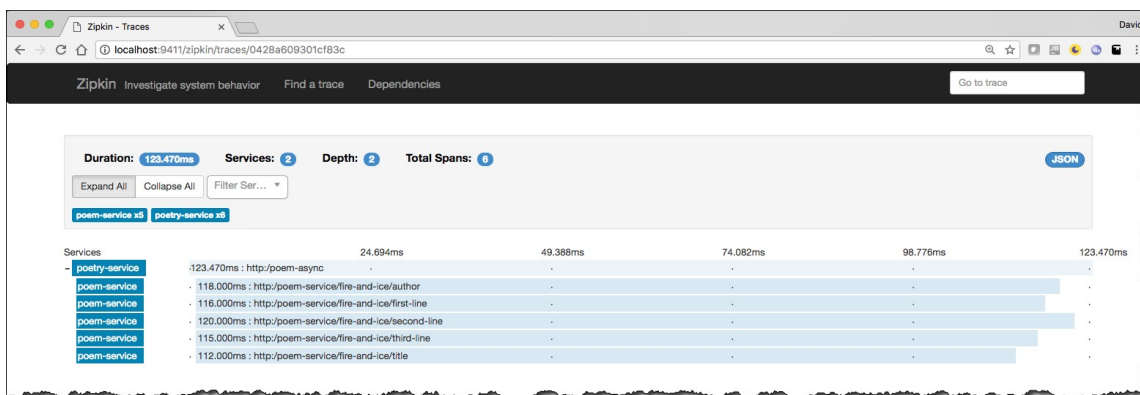 Zipkin - Traces
David
localhost:9411/zipkin/traces/0428a609301cf83c
Zipkin Investigate system behavior Find a trace Dependencies Go to trace
Duration: 123.470ms Services: 2 Depth: 2 Total Spans: 6 JSON
Expand All Collapse All Filter Ser...
poem-service x5 poetry-service x6
Services 24.694ms 49.388ms 74.082ms 98.776ms 123.470ms
- poetry-service 123.470ms : http:/poem-async
poem-service 118.000ms : http:/poem-service/fire-and-ice/author
poem-service 116.000ms : http:/poem-service/fire-and-ice/first-line
poem-service 120.000ms : http:/poem-service/fire-and-ice/second-line
poem-service 115.000ms : http:/poem-service/fire-and-ice/third-line
poem-service 112.000ms : http:/poem-service/fire-and-ice/title